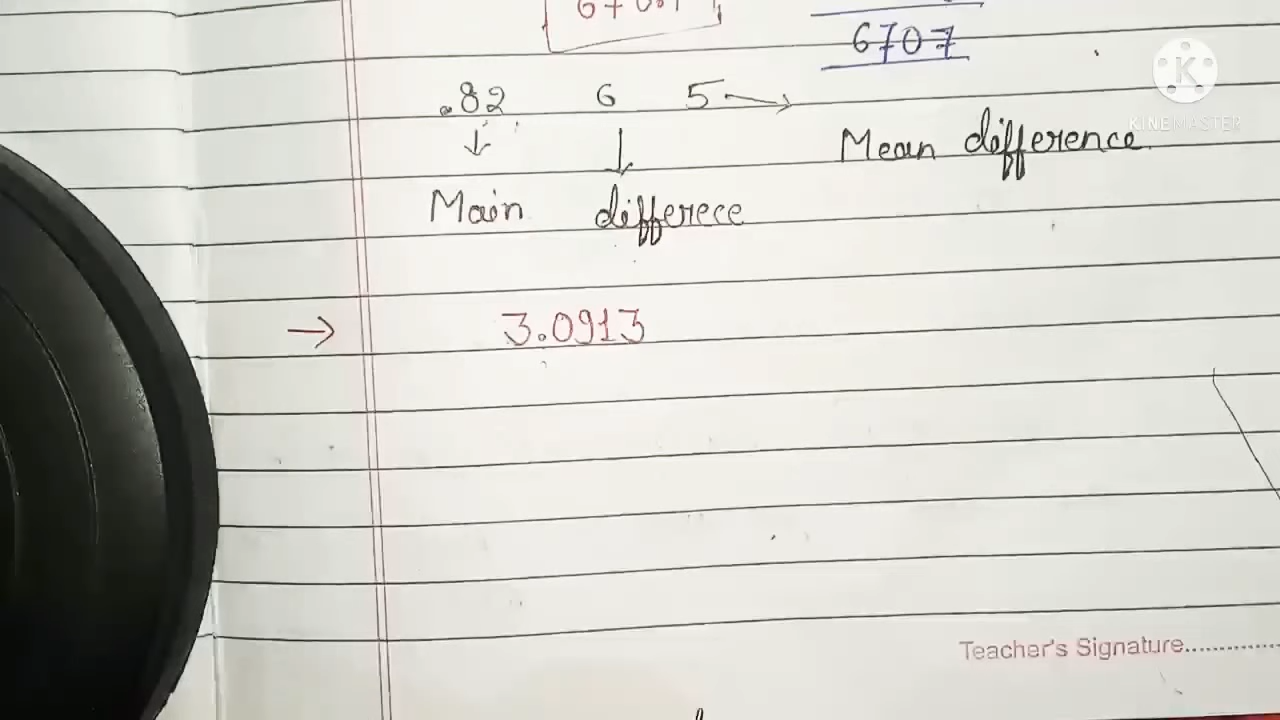 6707
.82 6 5
Mean difference
Main differece
3.0913
Teacher's Signature
K
KINEMASTER